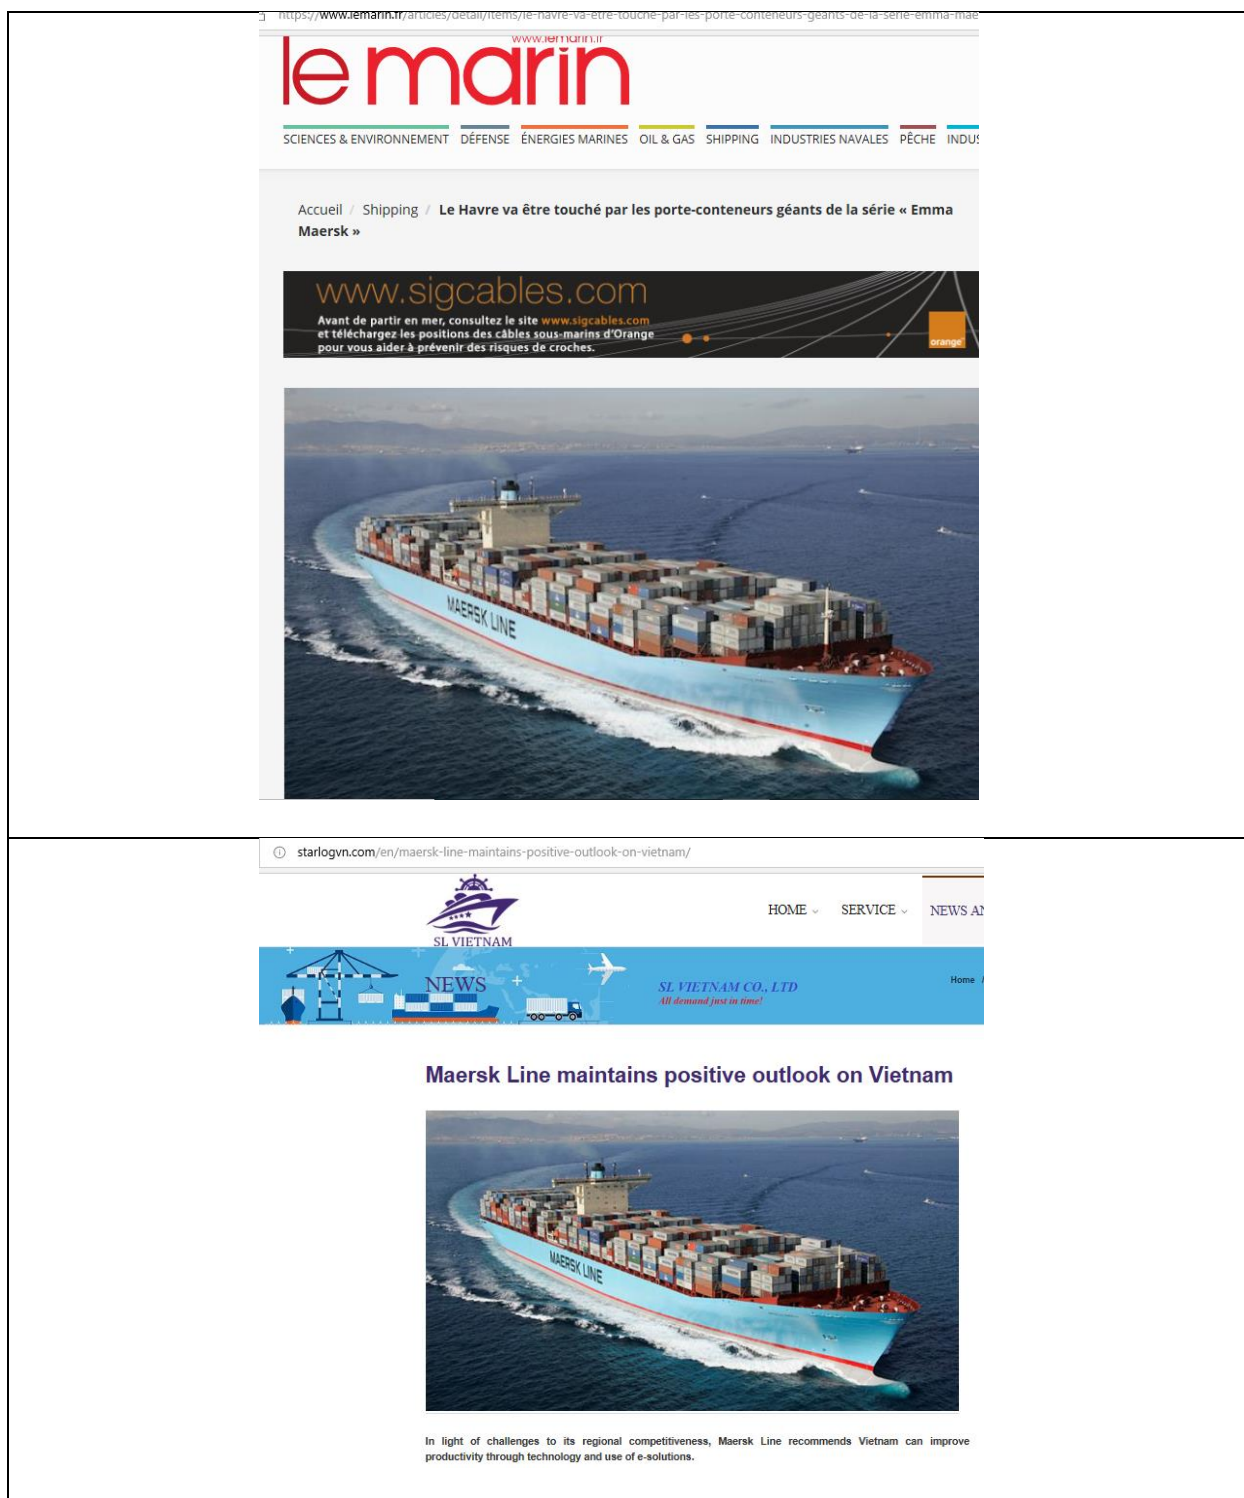 https://www.lemarin.fr/articles/detail/items/le-havre-va-etre-touche-par-les-porte-conteneurs-geants-de-la-serie-emma-mae
www.lemarin.fr
le marin
SCIENCES & ENVIRONNEMENT DÉFENSE ÉNERGIES MARINES OIL & GAS SHIPPING INDUSTRIES NAVALES PÊCHE INDUS
Accueil / Shipping / Le Havre va être touché par les porte-conteneurs géants de la série « Emma
Maersk »
www.sigcables.com
Avant de partir en mer, consultez le site www.sigcables.com
et téléchargez les positions des câbles sous-marins d'Orange
pour vous aider à prévenir des risques de croches.
orange
MAERSK LINE
starlogvn.com/en/maersk-line-maintains-positive-outlook-on-vietnam/
SL VIETNAM
HOME SERVICE NEWS AN
NEWS
SL VIETNAM CO., LTD
All demand just in time!
Home /
Maersk Line maintains positive outlook on Vietnam
MAERSK LINE
In light of challenges to its regional competitiveness, Maersk Line recommends Vietnam can improve
productivity through technology and use of e-solutions.